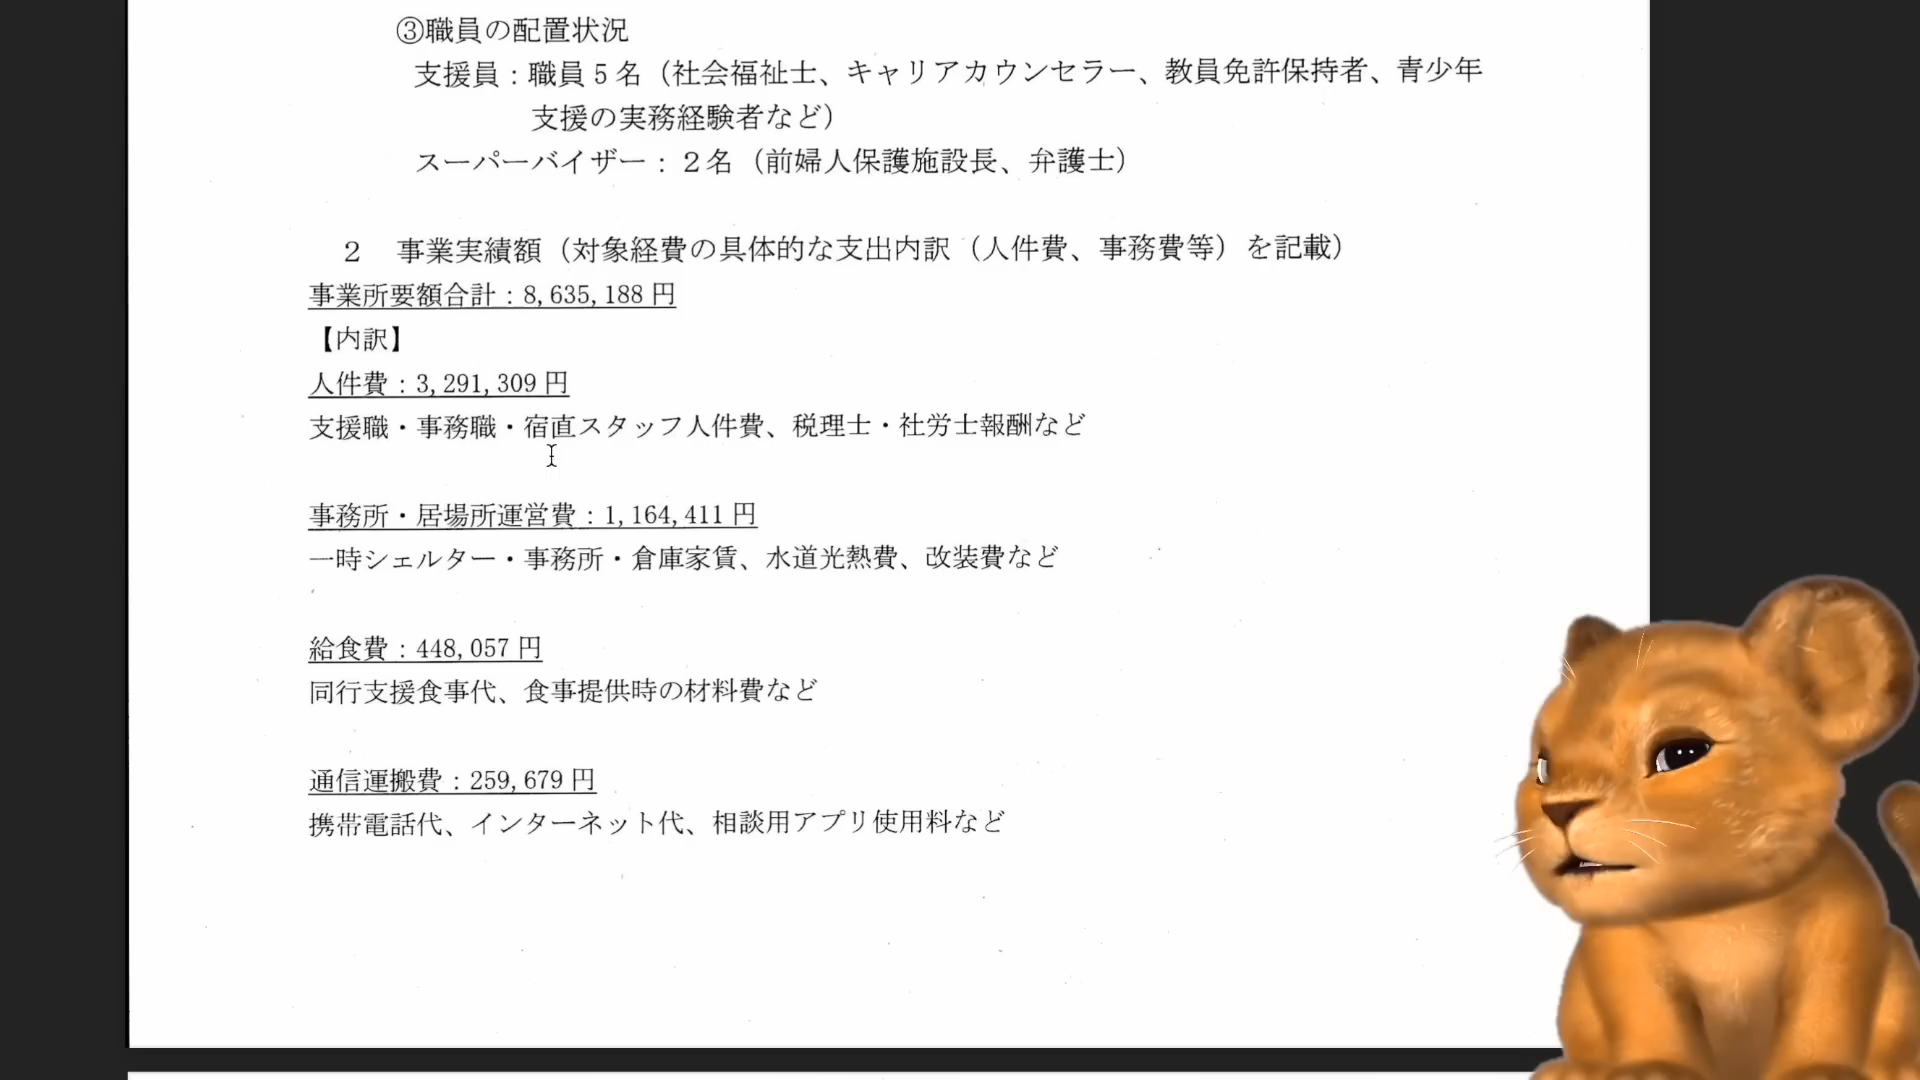 ③職員の配置状況
支援員：職員５名（社会福祉士、キャリアカウンセラー、教員免許保持者、青少年
支援の実務経験者など）
スーパーバイザー：２名（前婦人保護施設長、弁護士）
２　事業実績額（対象経費の具体的な支出内訳（人件費、事務費等）を記載）
事業所要額合計：8,635,188 円
【内訳】
人件費：3,291,309 円
支援職・事務職・宿直スタッフ人件費、税理士・社労士報酬など
事務所・居場所運営費：1,164,411 円
一時シェルター・事務所・倉庫家賃、水道光熱費、改装費など
給食費：448,057 円
同行支援食事代、食事提供時の材料費など
通信運搬費：259,679 円
携帯電話代、インターネット代、相談用アプリ使用料など